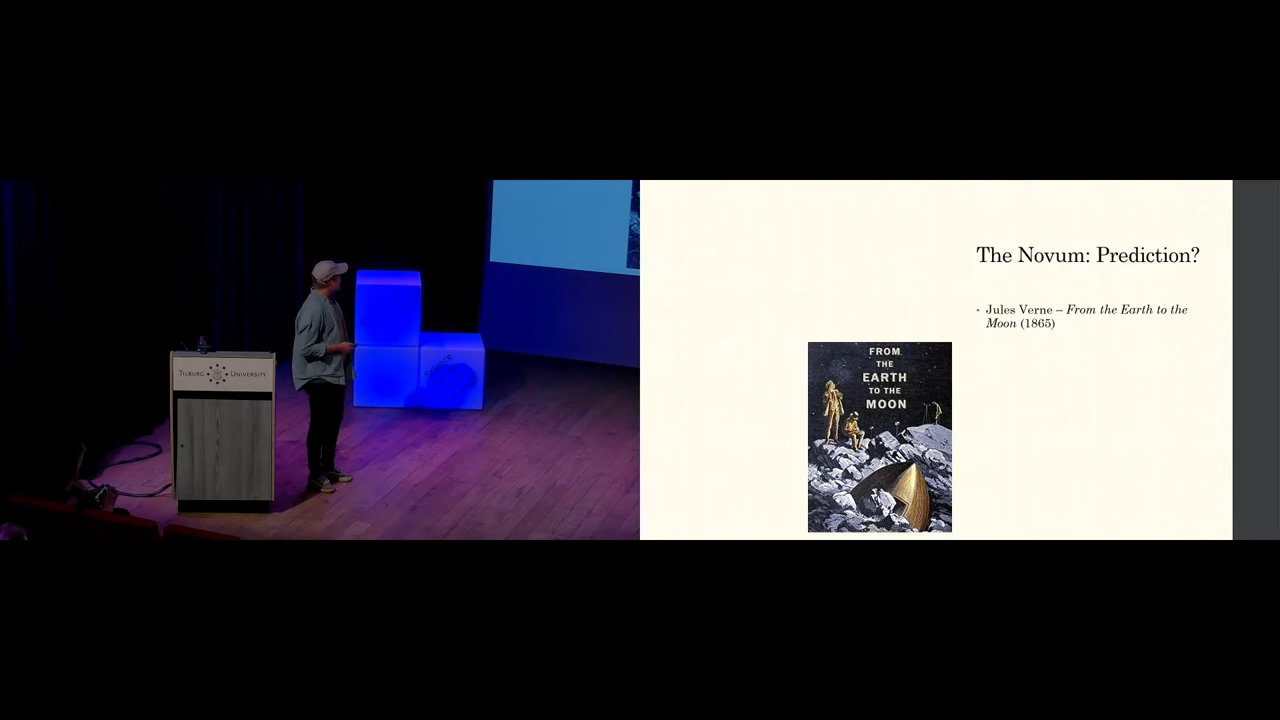 TILBURG UNIVERSITY
The Novum: Prediction?
• Jules Verne – From the Earth to the
Moon (1865)
FROM
THE
EARTH
TO THE
MOON